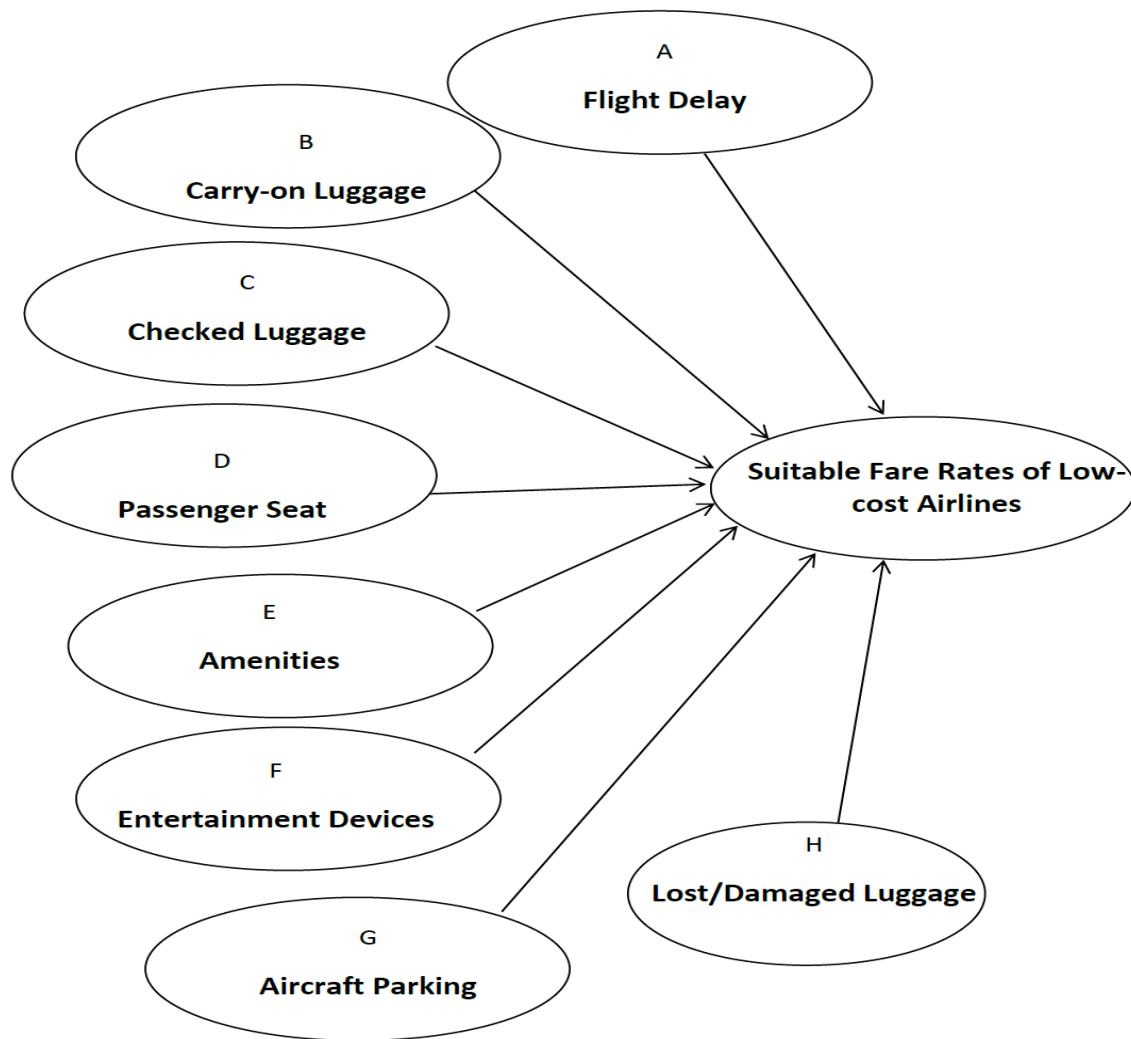 A
Flight Delay
B
Carry-on Luggage
C
Checked Luggage
D
Passenger Seat
E
Amenities
F
Entertainment Devices
G
Aircraft Parking
H
Lost/Damaged Luggage
Suitable Fare Rates of Low-
cost Airlines